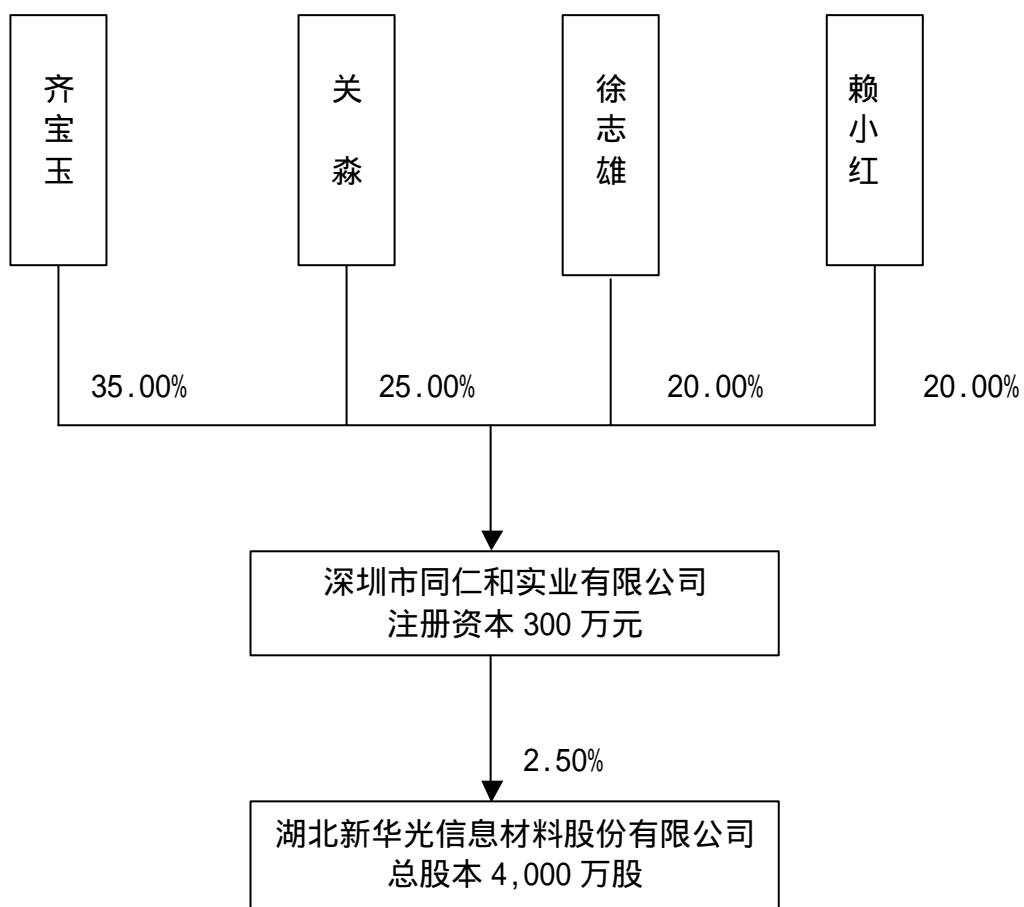 齐宝玉
关 淼
徐志雄
赖小红
35.00%
25.00%
20.00%
20.00%
深圳市同仁和实业有限公司
注册资本 300 万元
2.50%
湖北新华光信息材料股份有限公司
总股本 4,000 万股